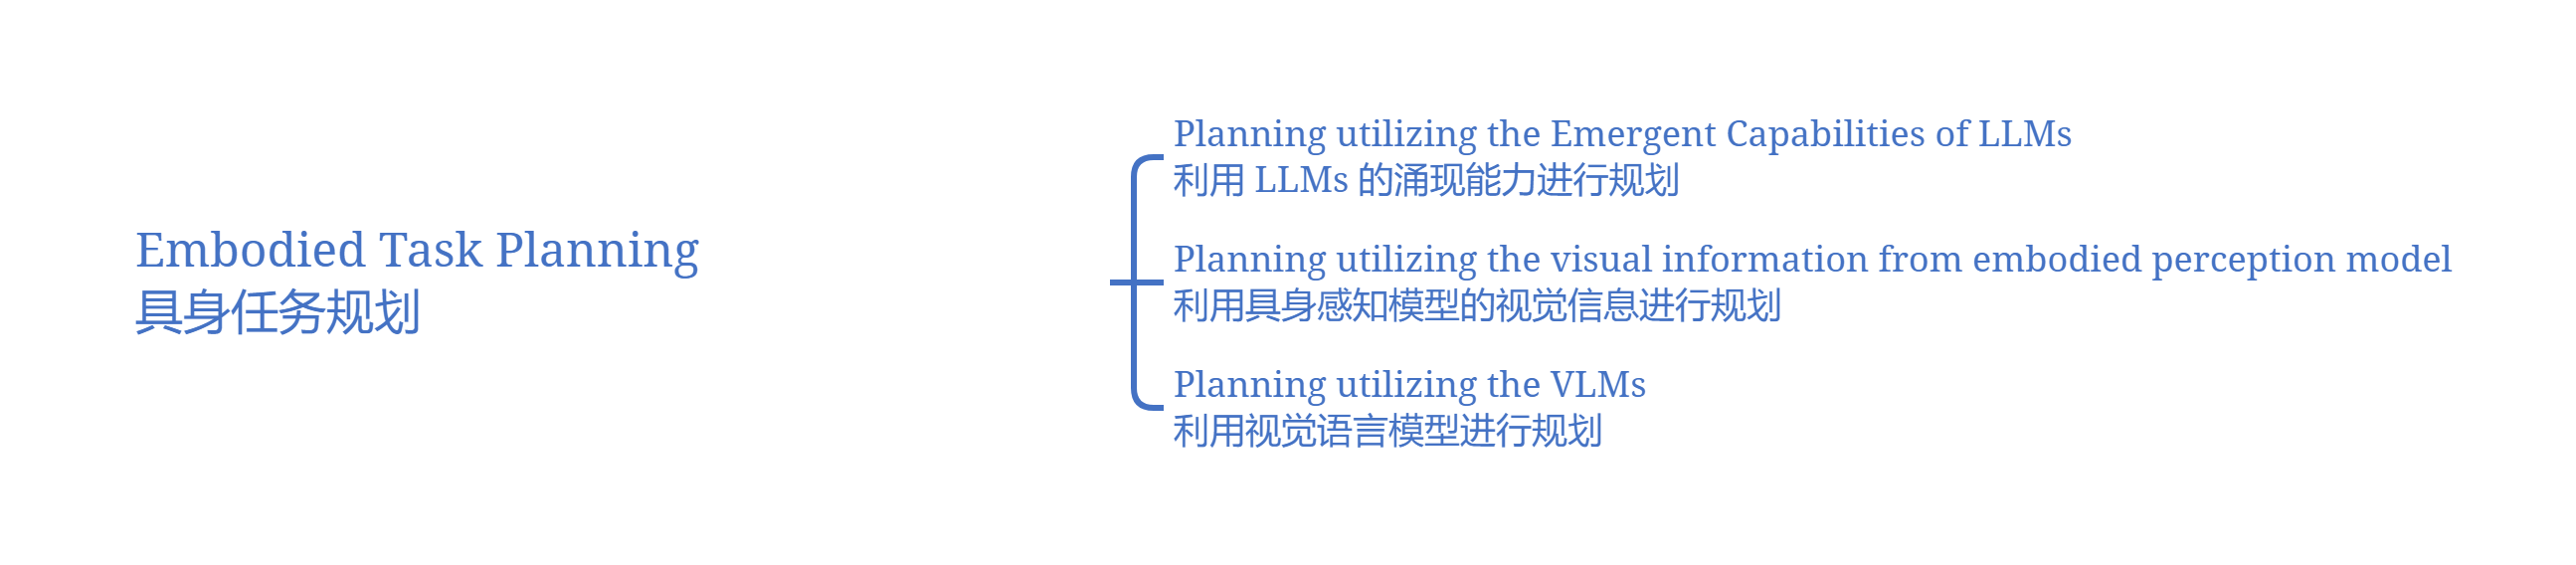 Embodied Task Planning
具身任务规划
Planning utilizing the Emergent Capabilities of LLMs
利用 LLMs 的涌现能力进行规划
Planning utilizing the visual information from embodied perception model
利用具身感知模型的视觉信息进行规划
Planning utilizing the VLMs
利用视觉语言模型进行规划